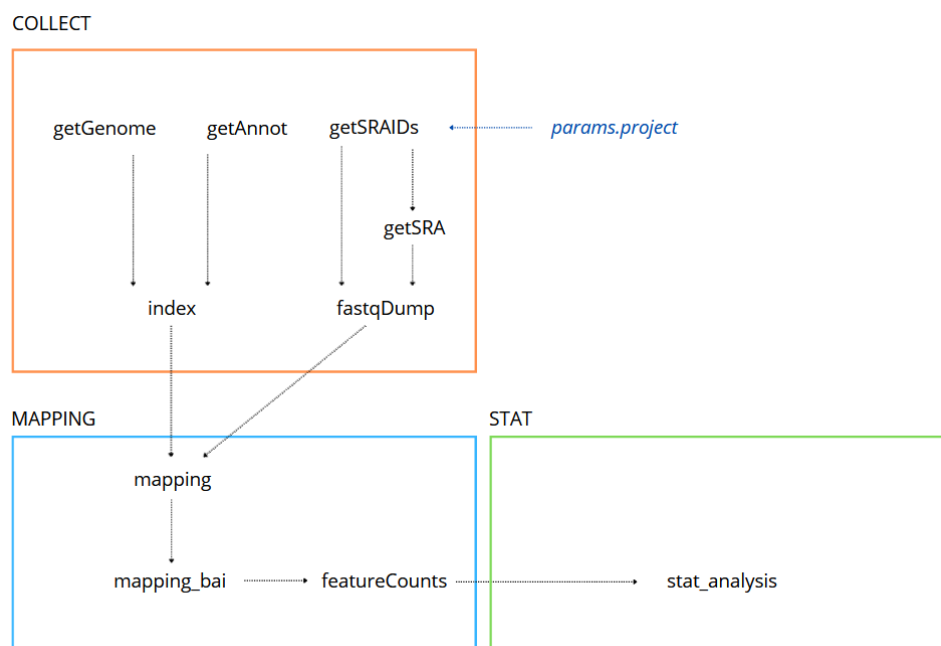 COLLECT
getGenome
getAnnot
getSRAIDs
params.project
getSRA
index
fastqDump
MAPPING
STAT
mapping
mapping_bai
featureCounts
stat_analysis